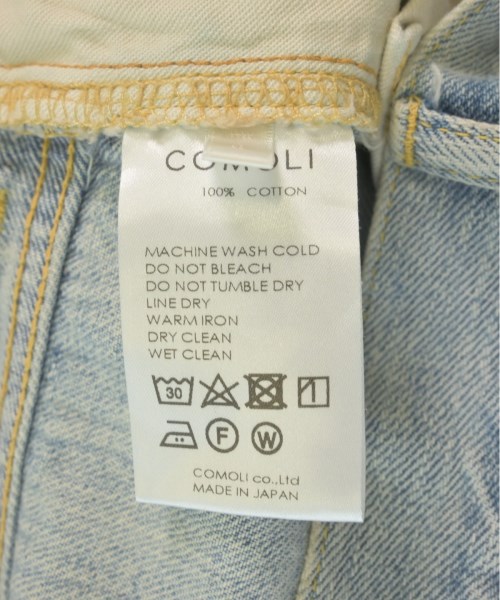 COMOLI
100% COTTON
MACHINE WASH COLD
DO NOT BLEACH
DO NOT TUMBLE DRY
LINE DRY
WARM IRON
DRY CLEAN
WET CLEAN
30
F W
COMOLI co.,Ltd
MADE IN JAPAN